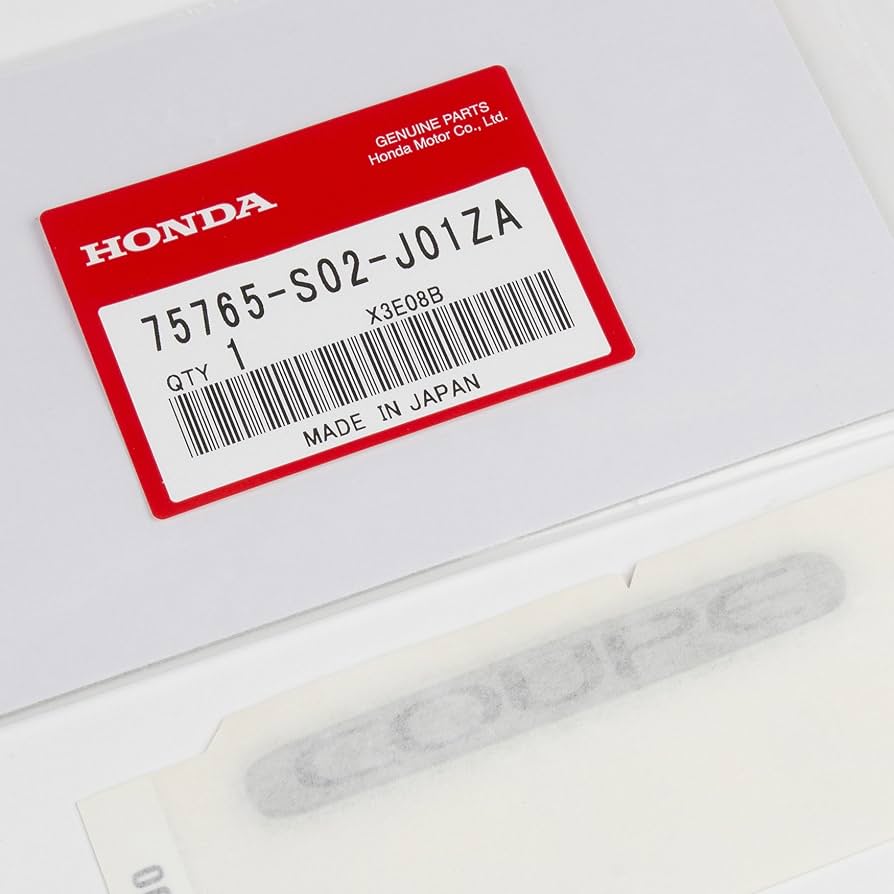 GENUINE PARTS
Honda Motor Co., Ltd.
HONDA
75765-S02-J01ZA
X3E08B
QTY 1
MADE IN JAPAN
COUPE